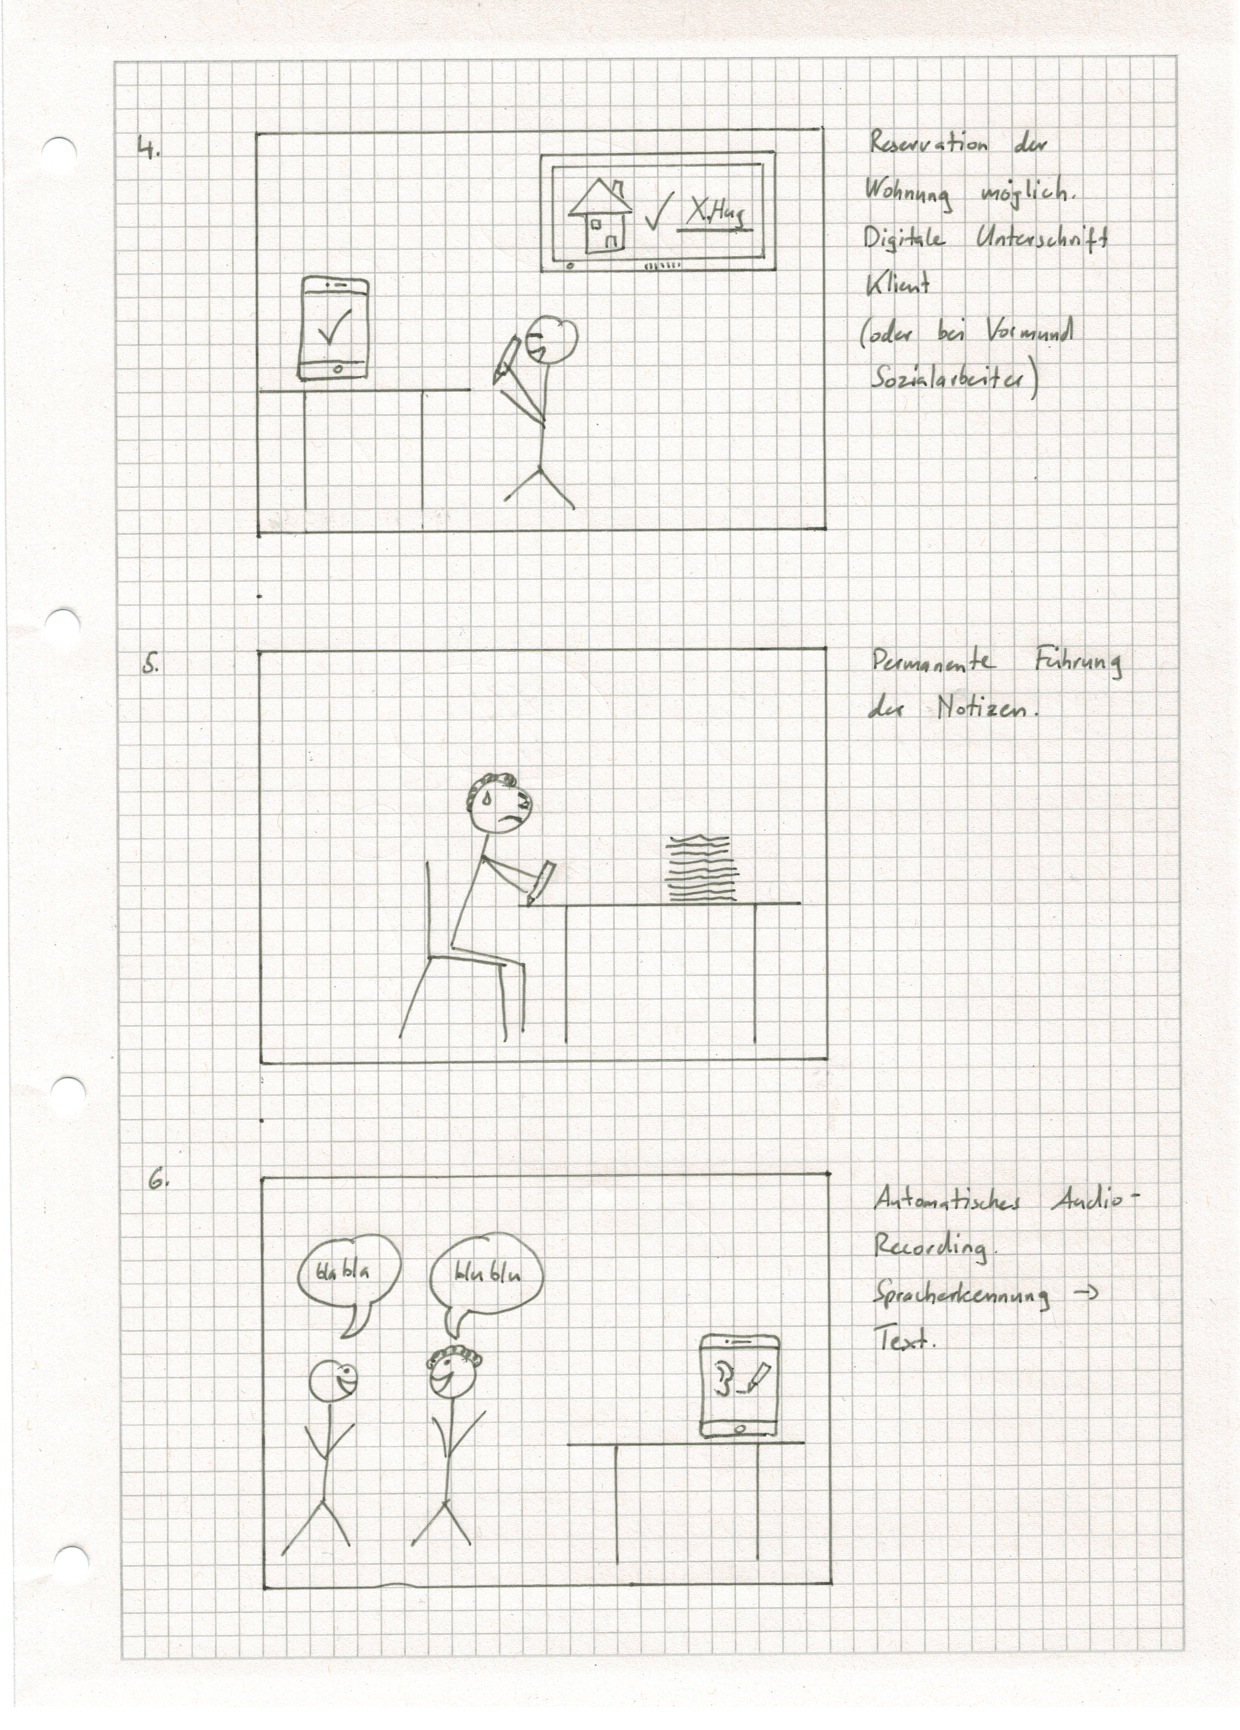 4.
X.Hug
Reservation der
Wohnung möglich.
Digitale Unterschrift
Klient
(oder bei Vormund
Sozialarbeiter)
5.
Permanente Führung
der Notizen.
6.
bla bla
blu blu
Automatisches Audio-
Recording.
Spracherkennung →
Text.